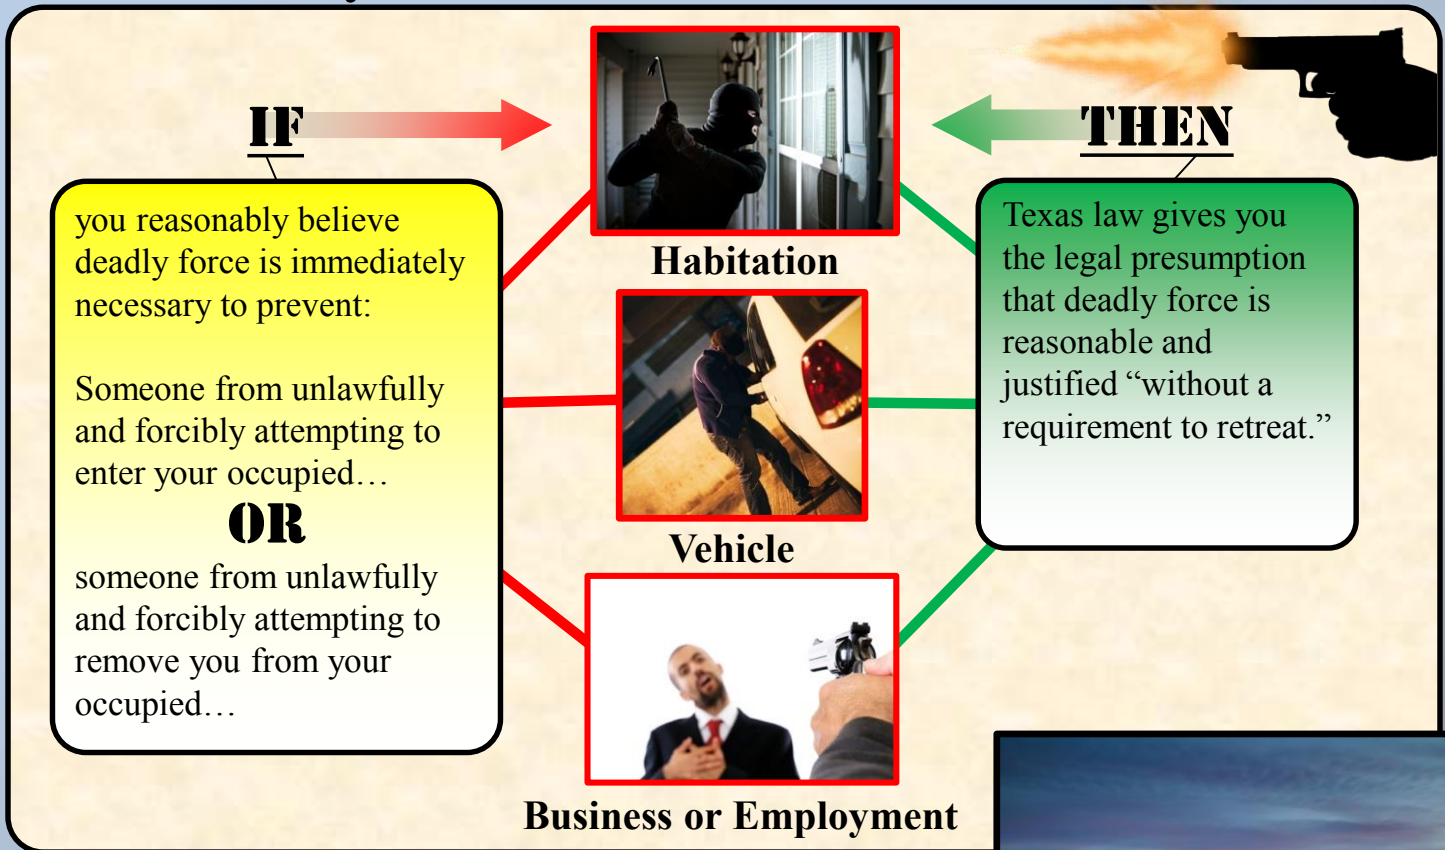 IF
you reasonably believe
deadly force is immediately
necessary to prevent:
Someone from unlawfully
and forcibly attempting to
enter your occupied…
OR
someone from unlawfully
and forcibly attempting to
remove you from your
occupied…
Habitation
Vehicle
Business or Employment
THEN
Texas law gives you
the legal presumption
that deadly force is
reasonable and
justified “without a
requirement to retreat.”